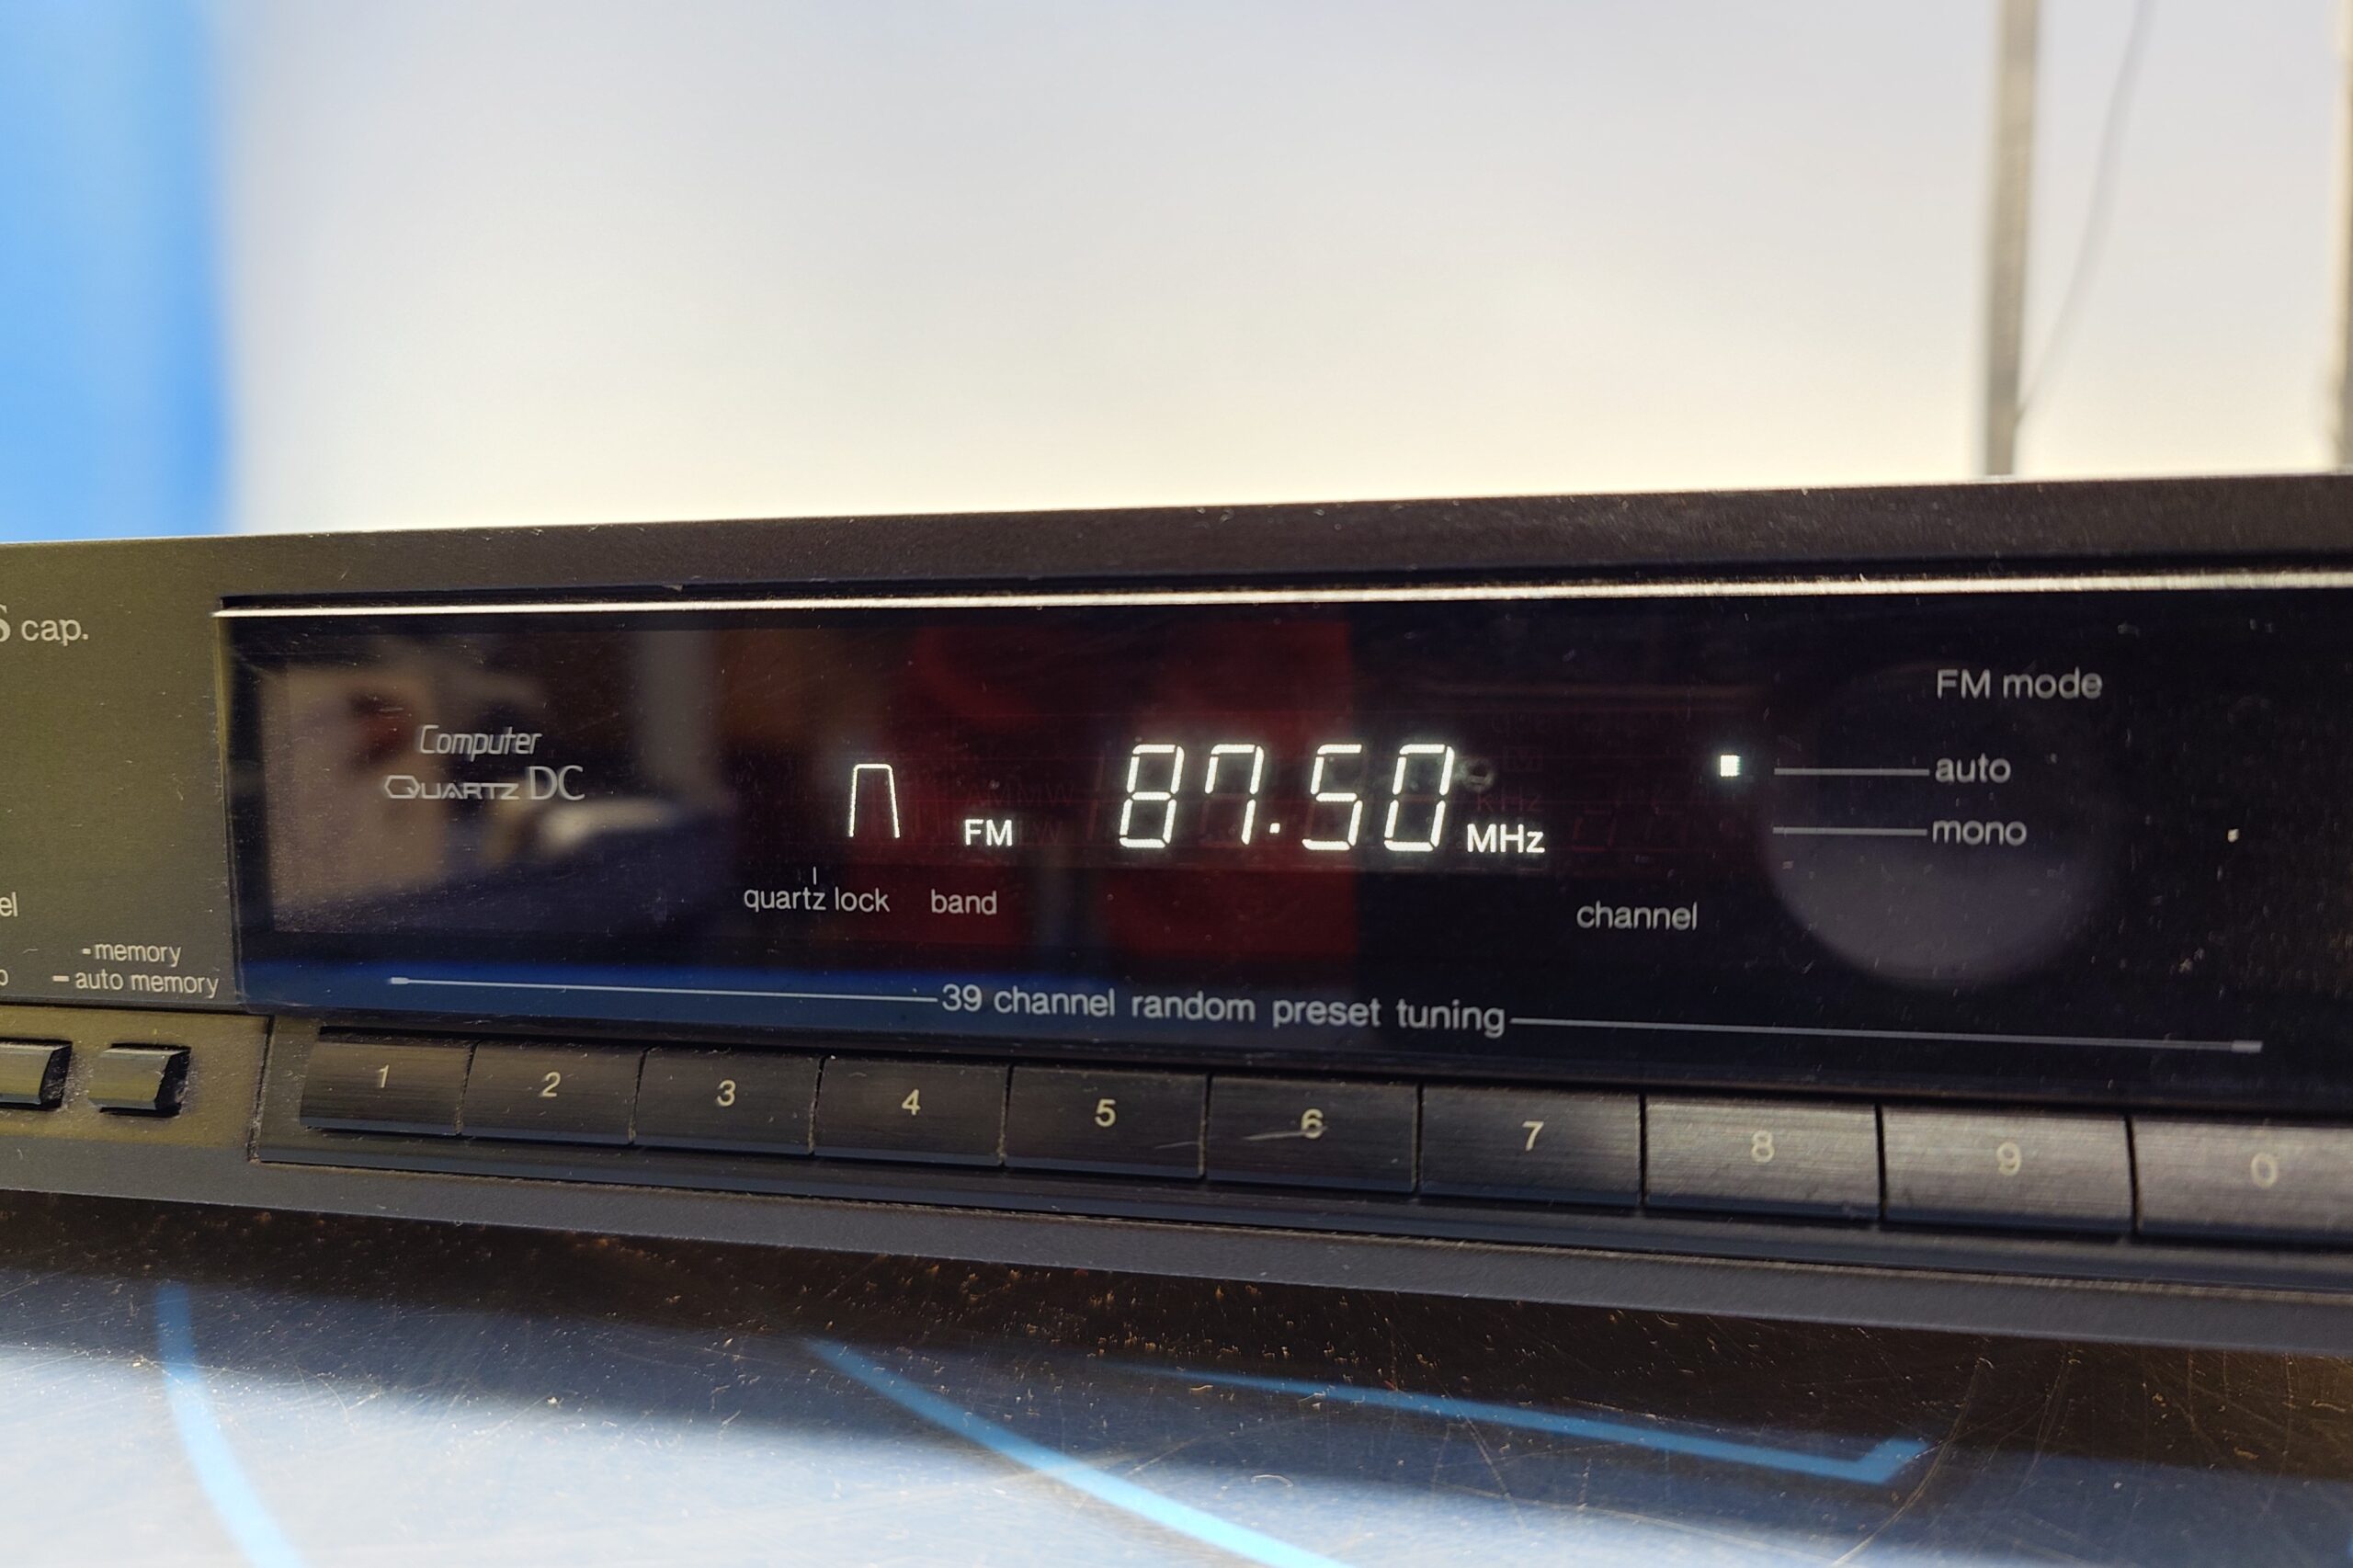 cap.
FM mode
Computer
QUARTZ DC
auto
FM 87.50 MHz
mono
quartz lock band
channel
- memory
– auto memory
39 channel random preset tuning
1 2 3 4 5 6 7 8 9 0